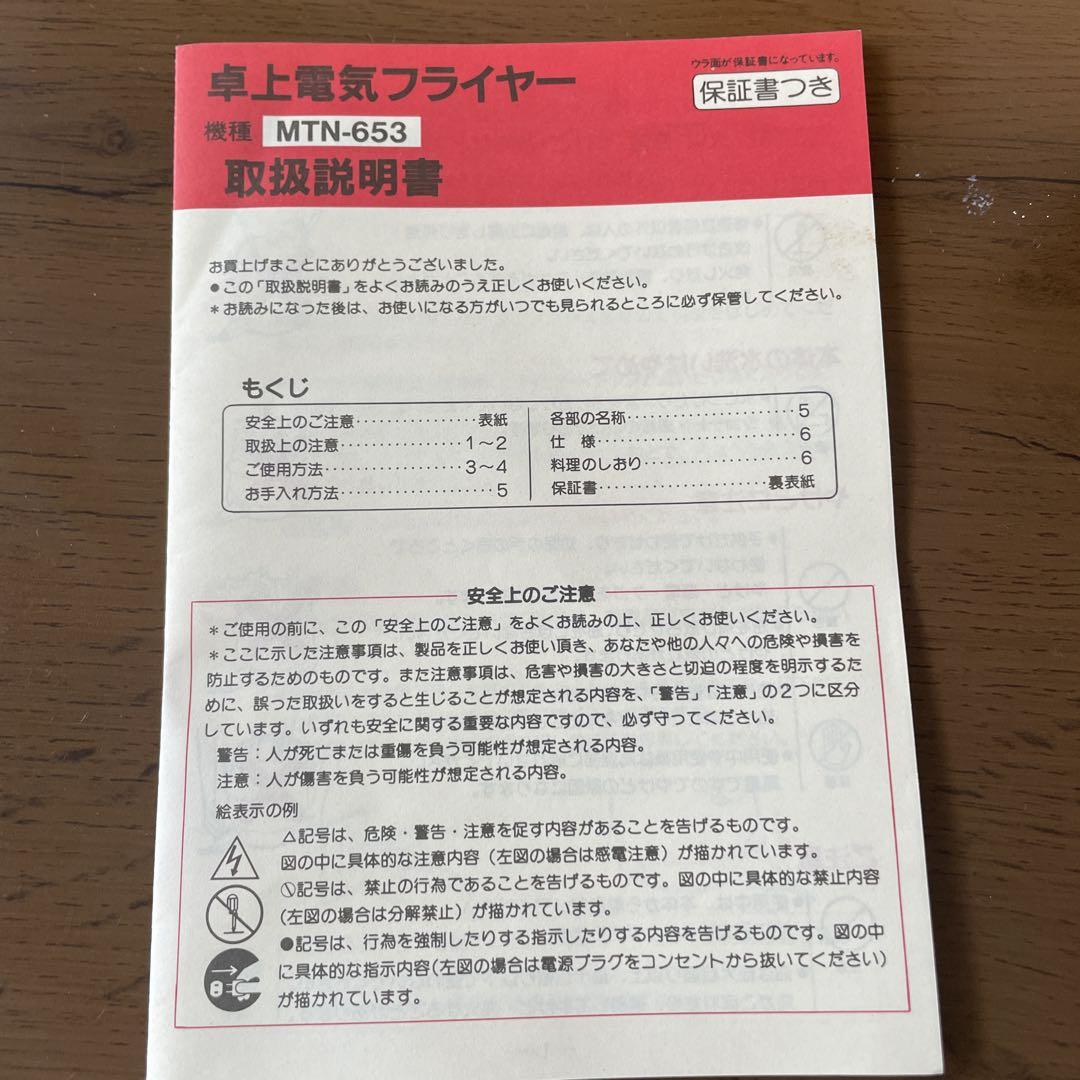 卓上電気フライヤー
ウラ面が保証書になっています。
保証書つき
機種 MTN-653
取扱説明書
お買上げまことにありがとうございました。
●この「取扱説明書」をよくお読みのうえ正しくお使いください。
＊お読みになった後は、お使いになる方がいつでも見られるところに必ず保管してください。
もくじ
安全上のご注意················表紙
取扱上の注意················1～2
ご使用方法··················3～4
お手入れ方法····················5
各部の名称·····················5
仕 様························6
料理のしおり···················6
保証書·····················裏表紙
安全上のご注意
＊ご使用の前に、この「安全上のご注意」をよくお読みの上、正しくお使いください。
＊ここに示した注意事項は、製品を正しくお使い頂き、あなたや他の人々への危険や損害を
防止するためのものです。また注意事項は、危害や損害の大きさと切迫の程度を明示するた
めに、誤った取扱いをすると生じることが想定される内容を、「警告」「注意」の2つに区分
しています。いずれも安全に関する重要な内容ですので、必ず守ってください。
警告：人が死亡または重傷を負う可能性が想定される内容。
注意：人が傷害を負う可能性が想定される内容。
絵表示の例
△記号は、危険・警告・注意を促す内容があることを告げるものです。
図の中に具体的な注意内容（左図の場合は感電注意）が描かれています。
⃠記号は、禁止の行為であることを告げるものです。図の中に具体的な禁止内容
（左図の場合は分解禁止）が描かれています。
●記号は、行為を強制したりする指示したりする内容を告げるものです。図の中
に具体的な指示内容（左図の場合は電源プラグをコンセントから抜いてください）
が描かれています。